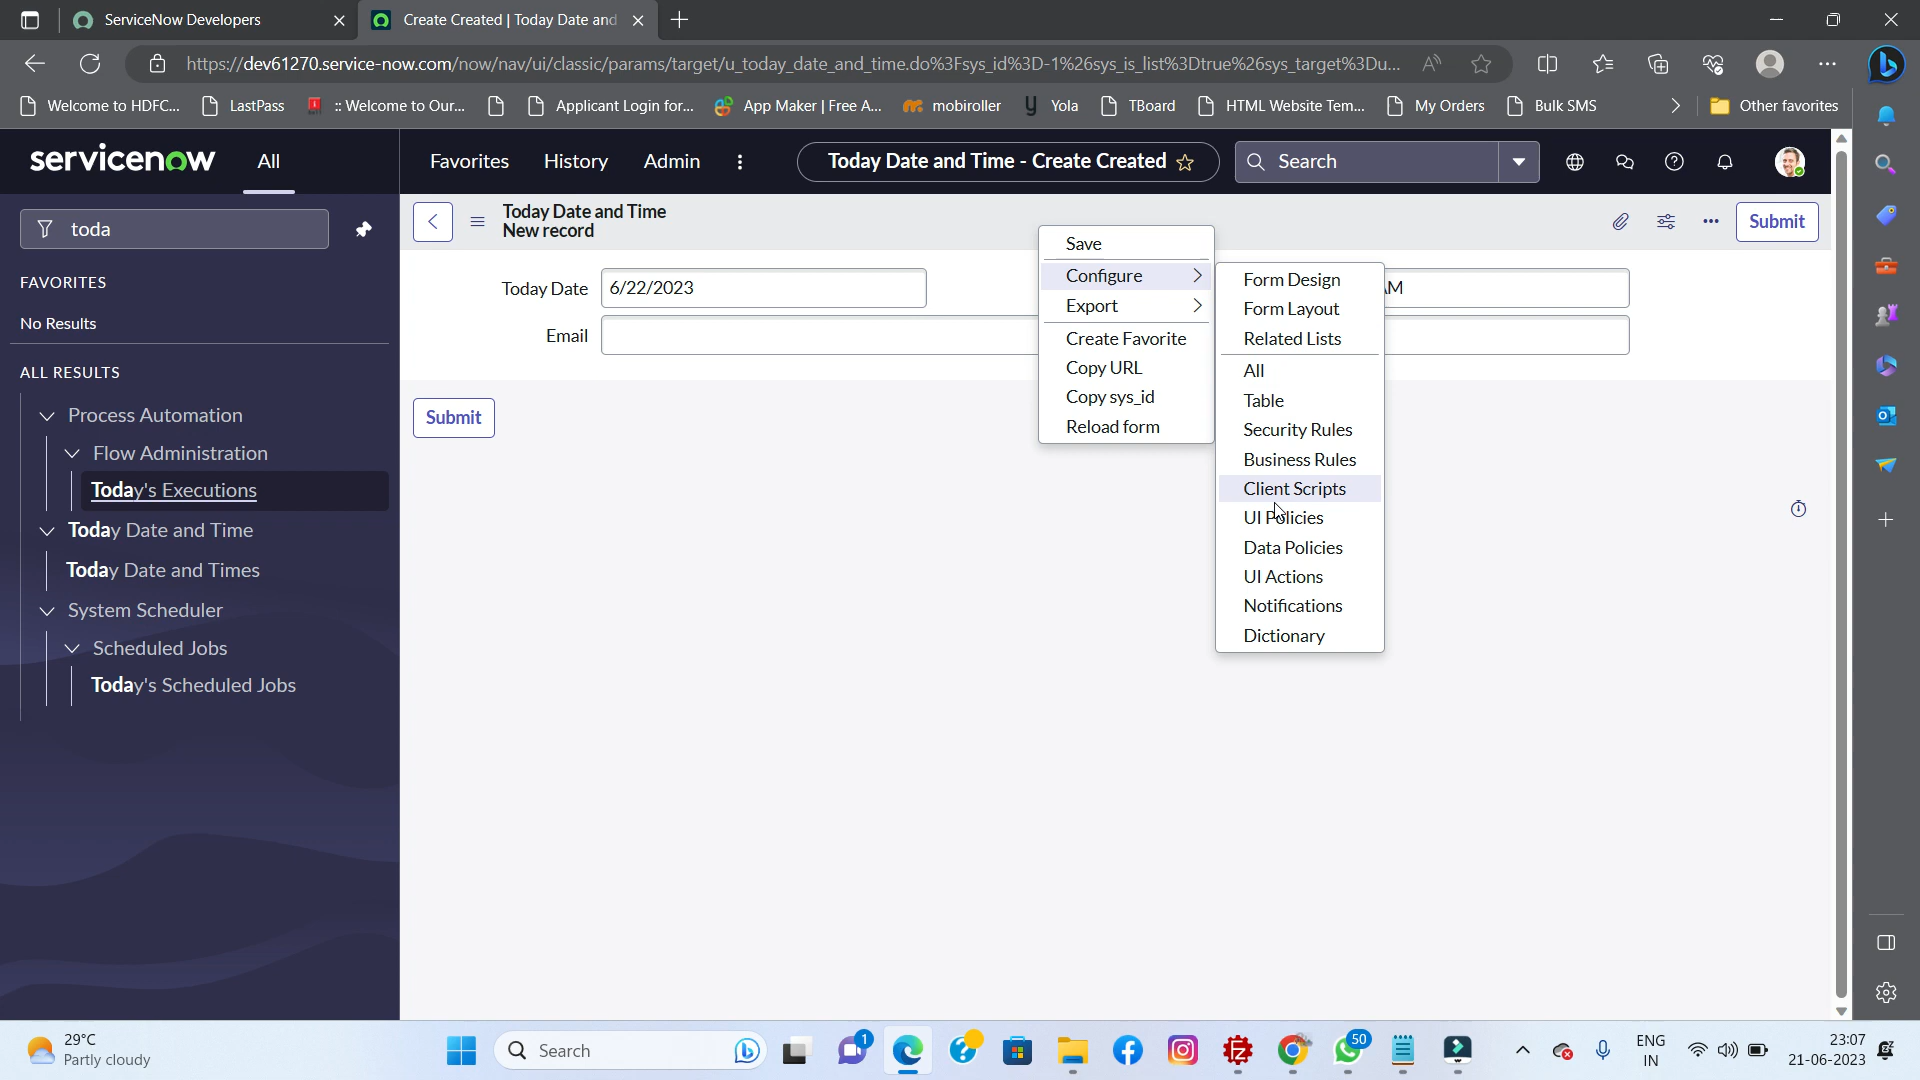 ServiceNow Developers
Create Created | Today Date and
https://dev61270.service-now.com/now/nav/ui/classic/params/target/u_today_date_and_time.do%3Fsys_id%3D-1%26sys_is_list%3Dtrue%26sys_target%3Du...
Welcome to HDFC...
LastPass
:: Welcome to Our...
Applicant Login for...
App Maker | Free A...
mobiroller
Yola
TBoard
HTML Website Tem...
My Orders
Bulk SMS
Other favorites
servicenow
All
Favorites
History
Admin
Today Date and Time - Create Created
Search
toda
FAVORITES
No Results
ALL RESULTS
Process Automation
Flow Administration
Today's Executions
Today Date and Time
Today Date and Times
System Scheduler
Scheduled Jobs
Today's Scheduled Jobs
Today Date and Time
New record
Submit
Today Date
6/22/2023
Email
Submit
Save
Configure
Export
Create Favorite
Copy URL
Copy sys_id
Reload form
Form Design
Form Layout
Related Lists
All
Table
Security Rules
Business Rules
Client Scripts
UI Policies
Data Policies
UI Actions
Notifications
Dictionary
29°C
Partly cloudy
Search
1
50
ENG
IN
23:07
21-06-2023